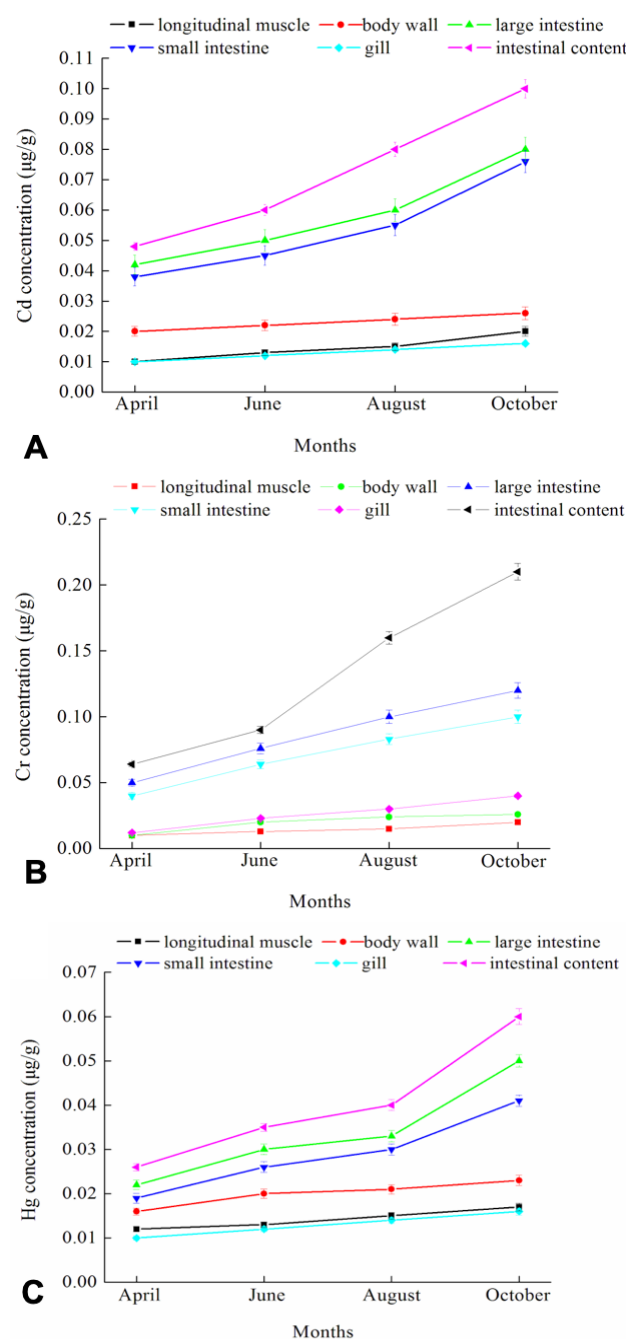 longitudinal muscle body wall large intestine
small intestine gill intestinal content
0.11
0.10
0.09
0.08
0.07
0.06
0.05
0.04
0.03
0.02
0.01
0.00
Cd concentration (μg/g)
April June August October
Months
A
longitudinal muscle body wall large intestine
small intestine gill intestinal content
0.25
0.20
0.15
0.10
0.05
0.00
Cr concentration (μg/g)
April June August October
Months
B
longitudinal muscle body wall large intestine
small intestine gill intestinal content
0.07
0.06
0.05
0.04
0.03
0.02
0.01
0.00
Hg concentration (μg/g)
April June August October
Months
C